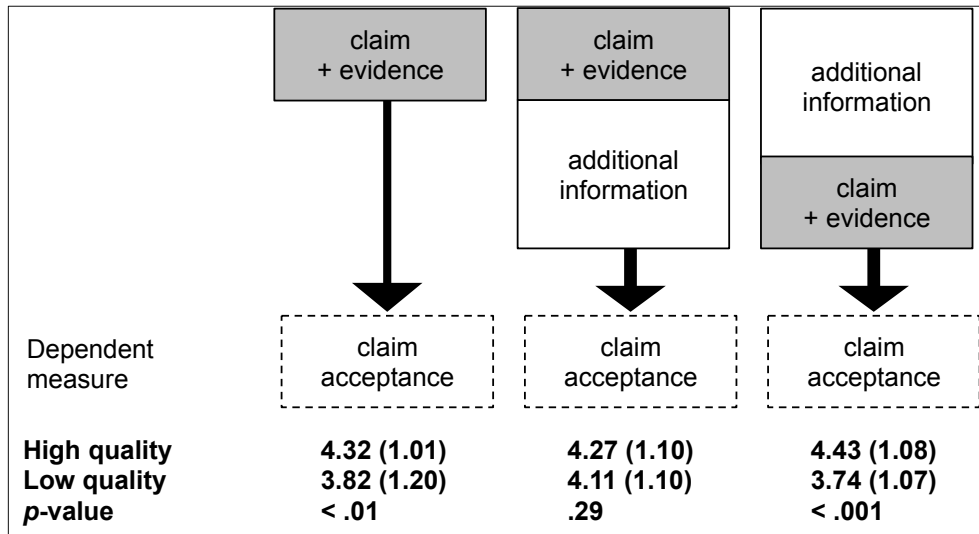 claim
+ evidence
claim
+ evidence
additional
information
additional
information
claim
+ evidence
Dependent
measure
claim
acceptance
claim
acceptance
claim
acceptance
High quality 4.32 (1.01) 4.27 (1.10) 4.43 (1.08)
Low quality 3.82 (1.20) 4.11 (1.10) 3.74 (1.07)
p-value < .01 .29 < .001